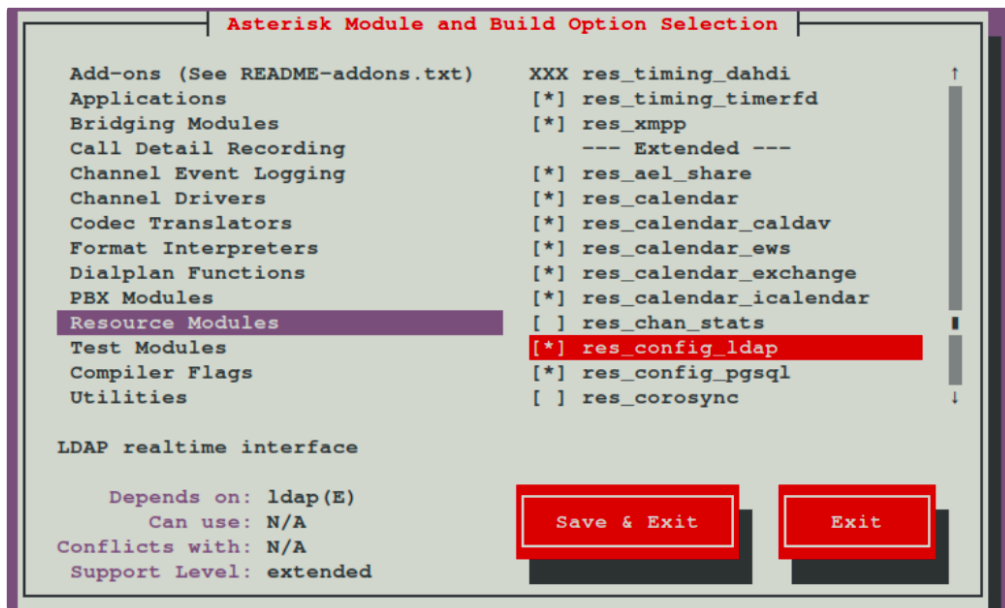 Asterisk Module and Build Option Selection
Add-ons (See README-addons.txt)
Applications
Bridging Modules
Call Detail Recording
Channel Event Logging
Channel Drivers
Codec Translators
Format Interpreters
Dialplan Functions
PBX Modules
Resource Modules
Test Modules
Compiler Flags
Utilities
XXX res_timing_dahdi
[*] res_timing_timerfd
[*] res_xmpp
--- Extended ---
[*] res_ael_share
[*] res_calendar
[*] res_calendar_caldav
[*] res_calendar_ews
[*] res_calendar_exchange
[*] res_calendar_icalendar
[ ] res_chan_stats
[*] res_config_ldap
[*] res_config_pgsql
[ ] res_corosync
LDAP realtime interface
Depends on: ldap(E)
Can use: N/A
Conflicts with: N/A
Support Level: extended
Save & Exit
Exit